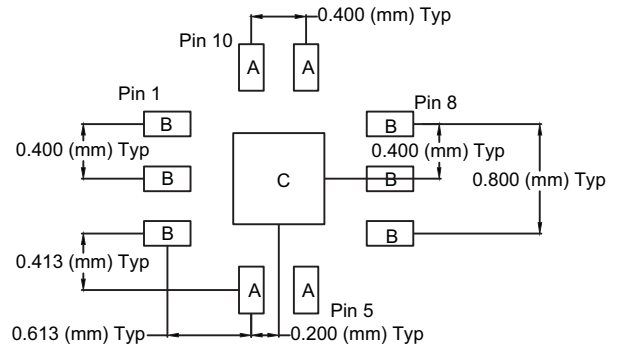 0.400 (mm) Typ
Pin 10
A A
Pin 1
Pin 8
B B
0.400 (mm) Typ
0.400 (mm) Typ
B C B
0.800 (mm) Typ
B B
0.413 (mm) Typ
A A
Pin 5
0.613 (mm) Typ
0.200 (mm) Typ